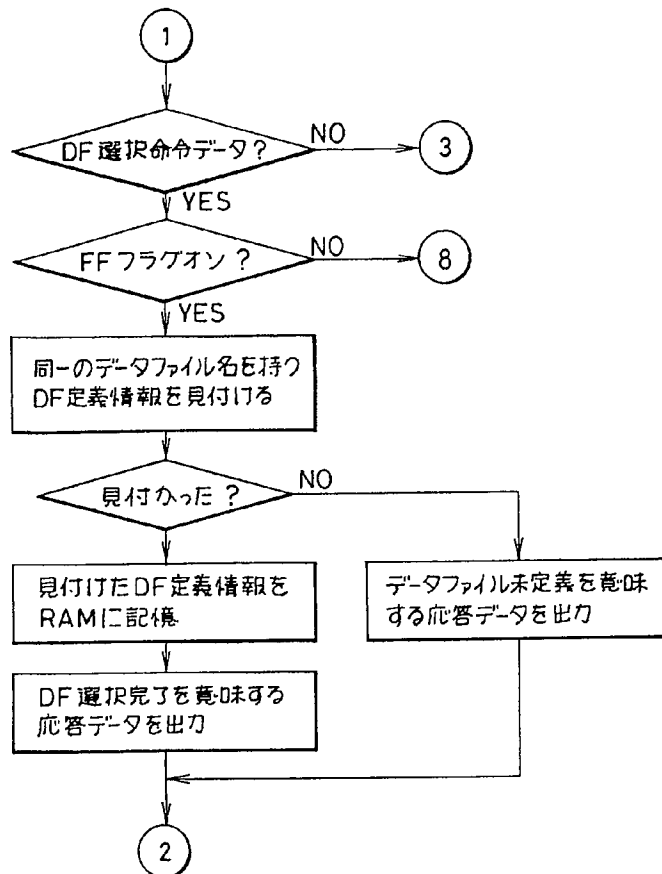 1
DF選択命令データ?
NO
3
YES
FFフラグオン?
NO
8
YES
同一のデータファイル名を持つ
DF定義情報を見付ける
見付かった?
NO
見付けたDF定義情報を
RAMに記憶
データファイル未定義を意味
する応答データを出力
DF選択完了を意味する
応答データを出力
2